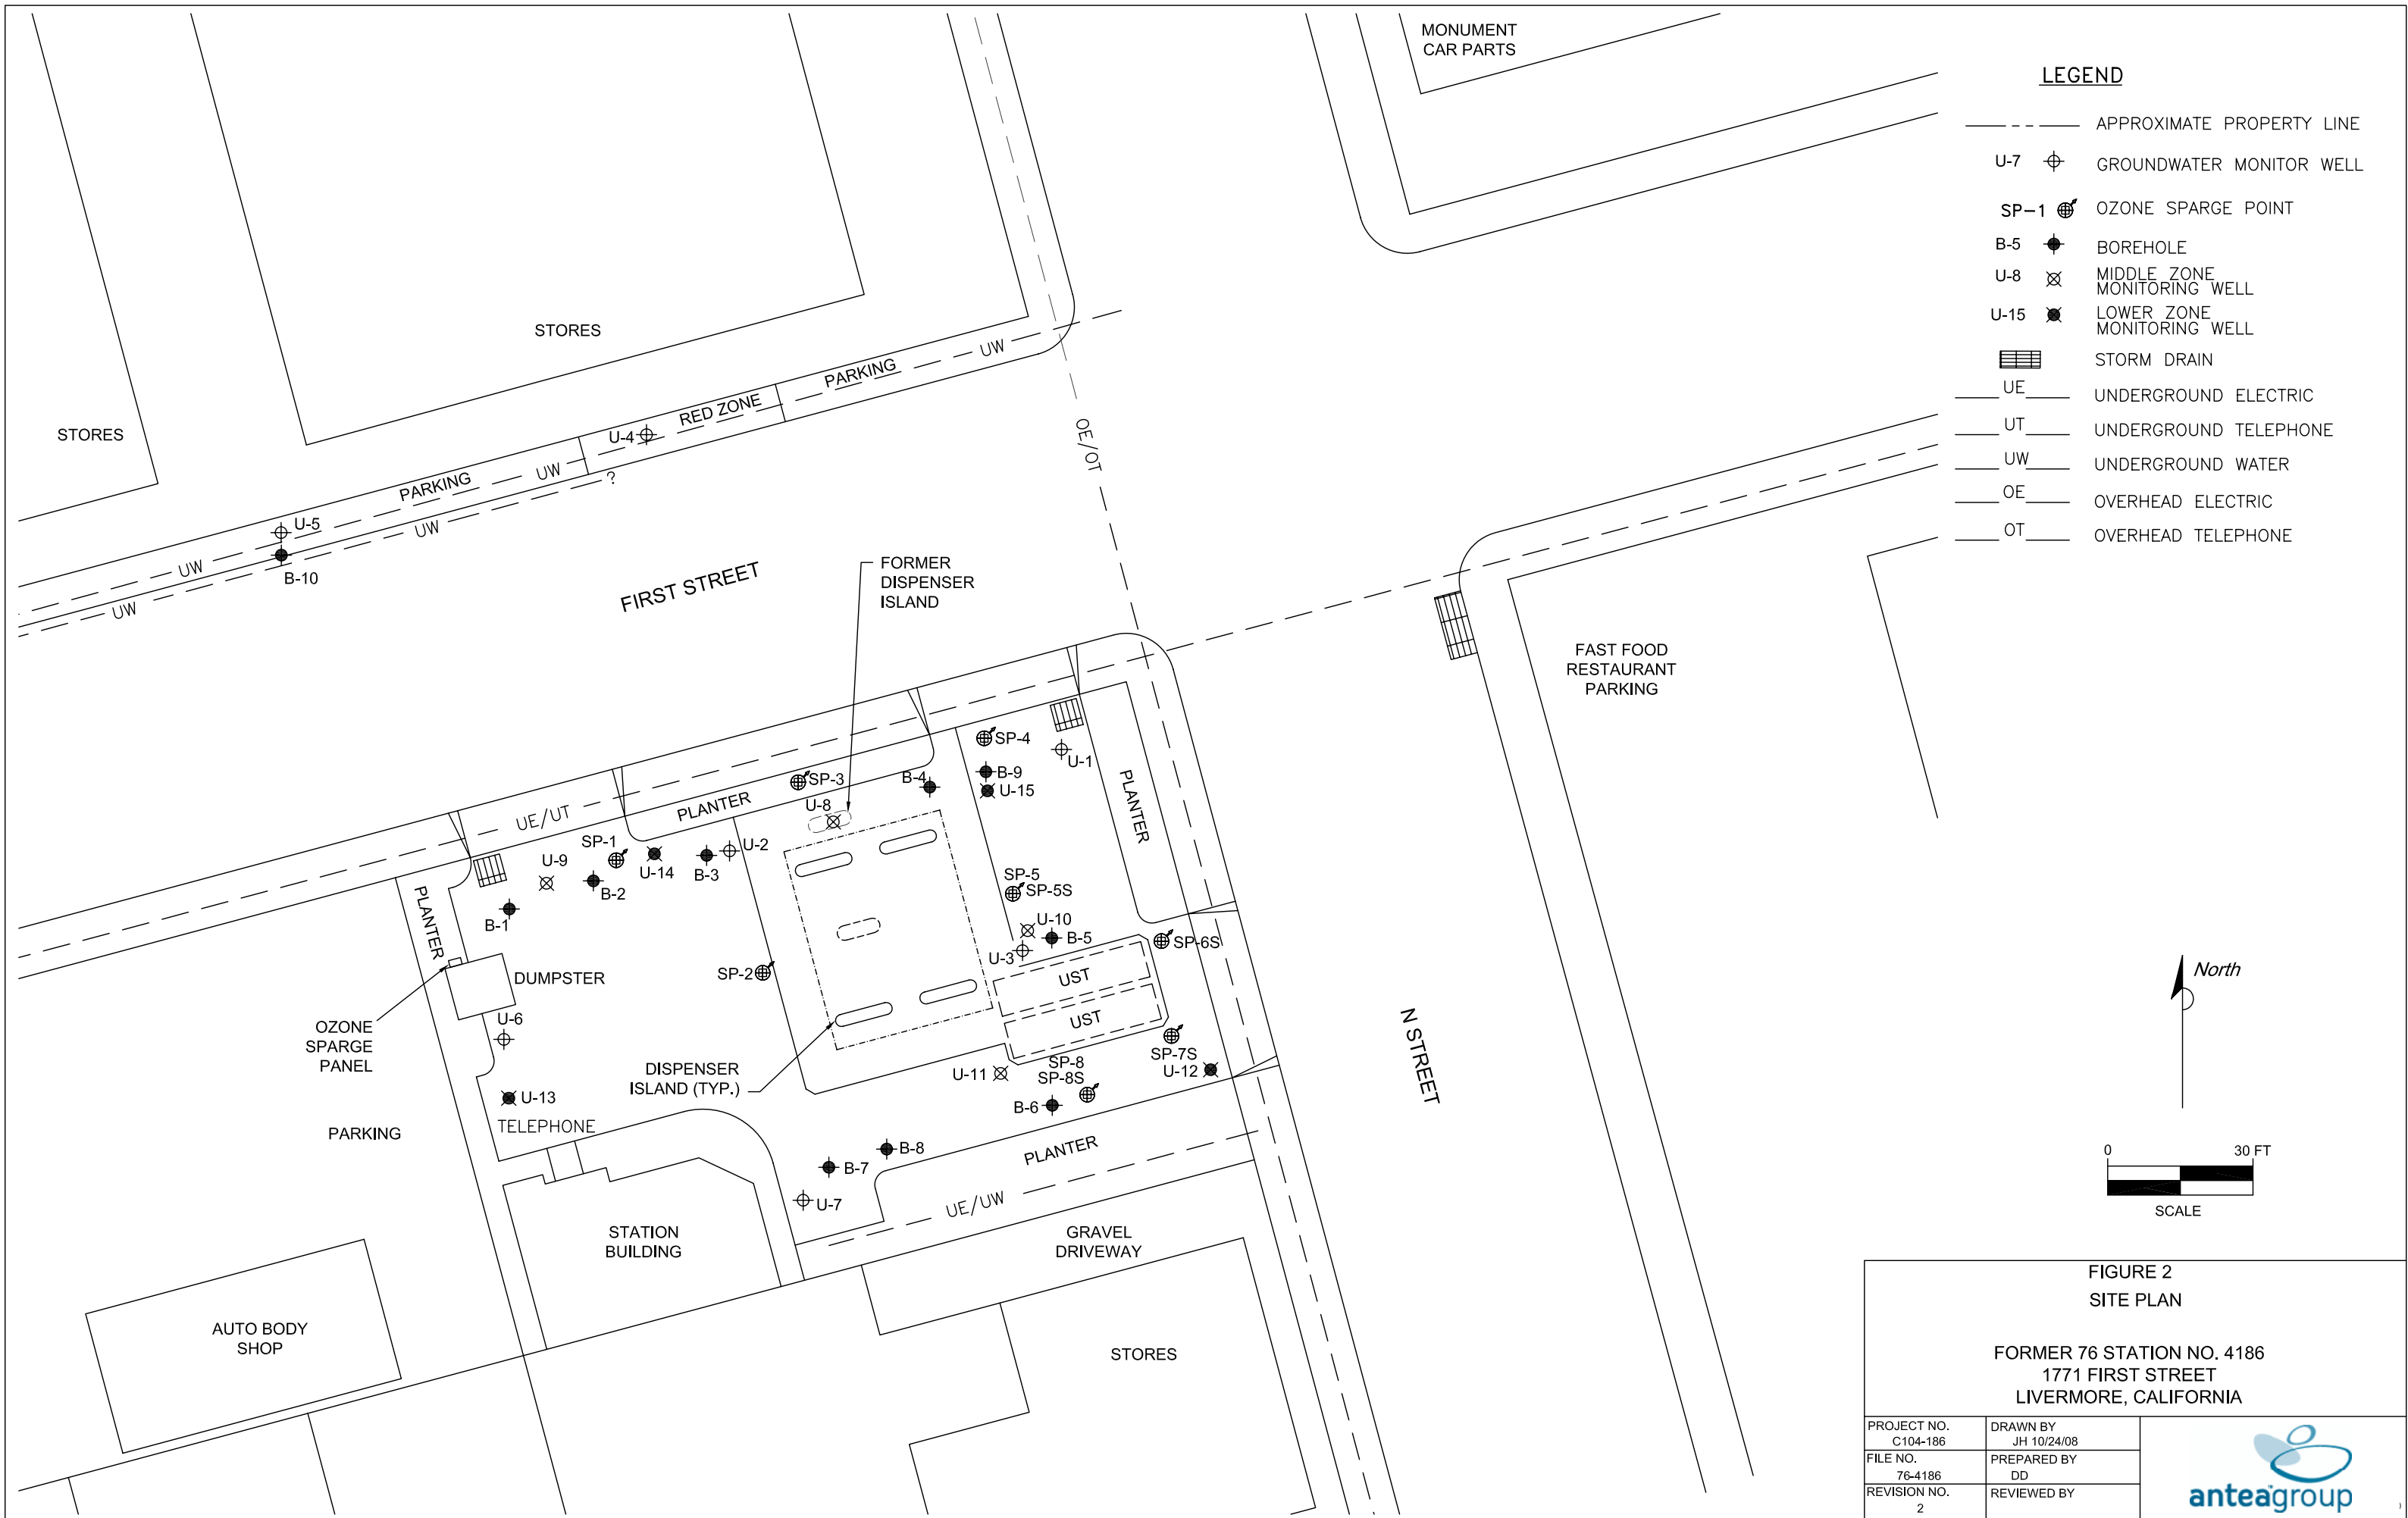 MONUMENT
CAR PARTS
LEGEND
APPROXIMATE PROPERTY LINE
U-7 GROUNDWATER MONITOR WELL
SP-1 OZONE SPARGE POINT
B-5 BOREHOLE
U-8 MIDDLE ZONE
MONITORING WELL
U-15 LOWER ZONE
MONITORING WELL
STORM DRAIN
UE UNDERGROUND ELECTRIC
UT UNDERGROUND TELEPHONE
UW UNDERGROUND WATER
OE OVERHEAD ELECTRIC
OT OVERHEAD TELEPHONE
STORES
STORES
UW
PARKING
RED ZONE
U-4
OE/OT
PARKING
UW
?
UW
U-5
B-10
UW
UW
FIRST STREET
FORMER
DISPENSER
ISLAND
FAST FOOD
RESTAURANT
PARKING
SP-4
U-1
B-9
U-15
B-4
SP-3
U-8
PLANTER
PLANTER
UE/UT
SP-1
U-9
U-14
B-3
U-2
B-2
B-1
PLANTER
SP-5
SP-5S
U-10
B-5
U-3
SP-6S
UST
UST
SP-2
DUMPSTER
OZONE
SPARGE
PANEL
U-6
U-13
TELEPHONE
DISPENSER
ISLAND (TYP.)
U-11
SP-8
SP-8S
SP-7S
U-12
B-6
N STREET
PARKING
B-8
B-7
U-7
PLANTER
UE/UW
STATION
BUILDING
GRAVEL
DRIVEWAY
AUTO BODY
SHOP
STORES
North
0 30 FT
SCALE
FIGURE 2
SITE PLAN
FORMER 76 STATION NO. 4186
1771 FIRST STREET
LIVERMORE, CALIFORNIA
PROJECT NO.
C104-186
DRAWN BY
JH 10/24/08
FILE NO.
76-4186
PREPARED BY
DD
REVISION NO.
2
REVIEWED BY
anteagroup